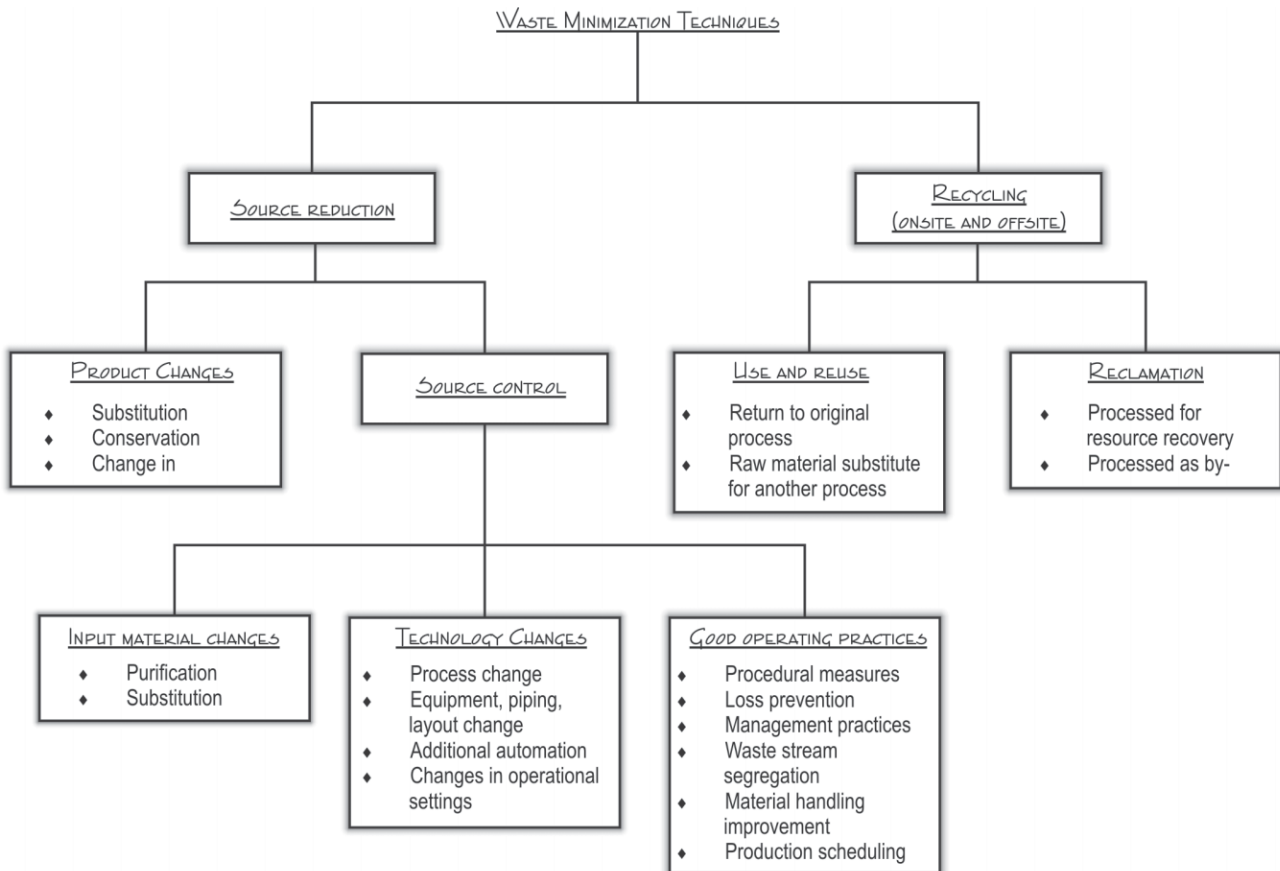 Waste Minimization Techniques
Source reduction
Recycling
(onsite and offsite)
Product Changes
♦ Substitution
♦ Conservation
♦ Change in
Source control
Use and reuse
♦ Return to original
process
♦ Raw material substitute
for another process
Reclamation
♦ Processed for
resource recovery
♦ Processed as by-
Input material changes
♦ Purification
♦ Substitution
Technology Changes
♦ Process change
♦ Equipment, piping,
layout change
♦ Additional automation
♦ Changes in operational
settings
Good operating practices
♦ Procedural measures
♦ Loss prevention
♦ Management practices
♦ Waste stream
segregation
♦ Material handling
improvement
♦ Production scheduling